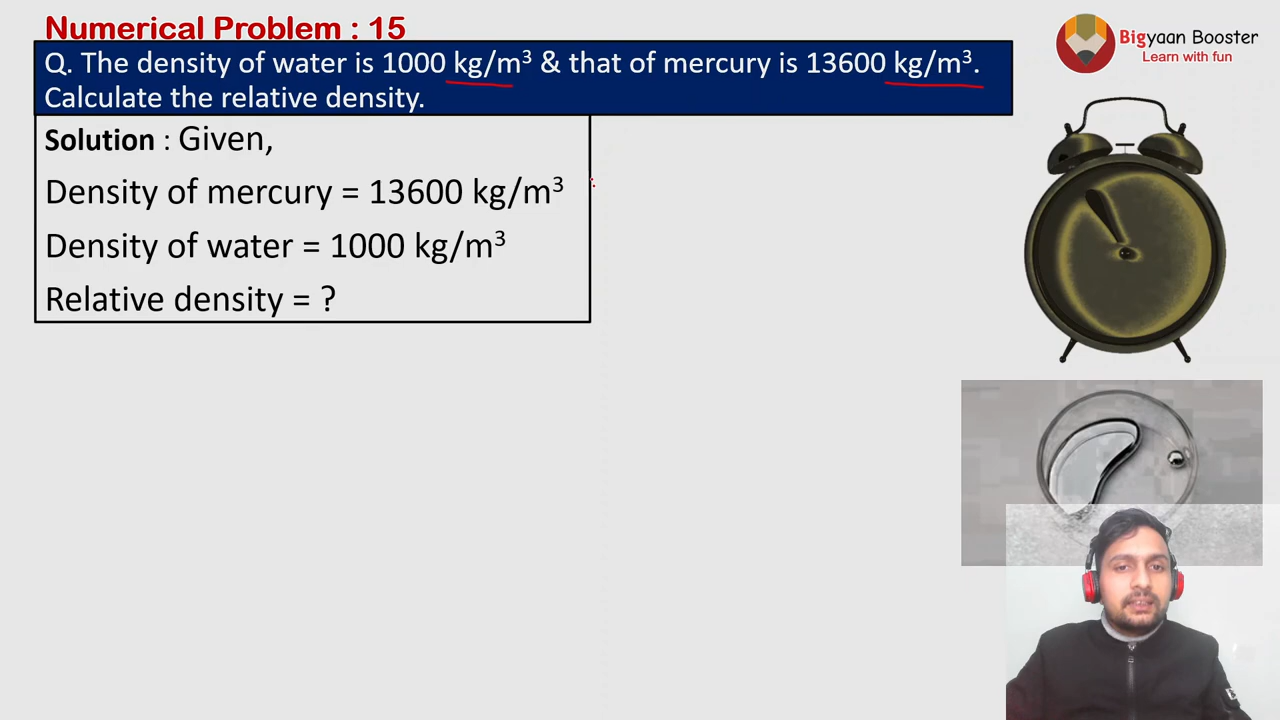 Numerical Problem : 15
Q. The density of water is 1000 kg/m³ & that of mercury is 13600 kg/m³.
Calculate the relative density.
Bigyaan Booster
Learn with fun
Solution : Given,
Density of mercury = 13600 kg/m³
Density of water = 1000 kg/m³
Relative density = ?